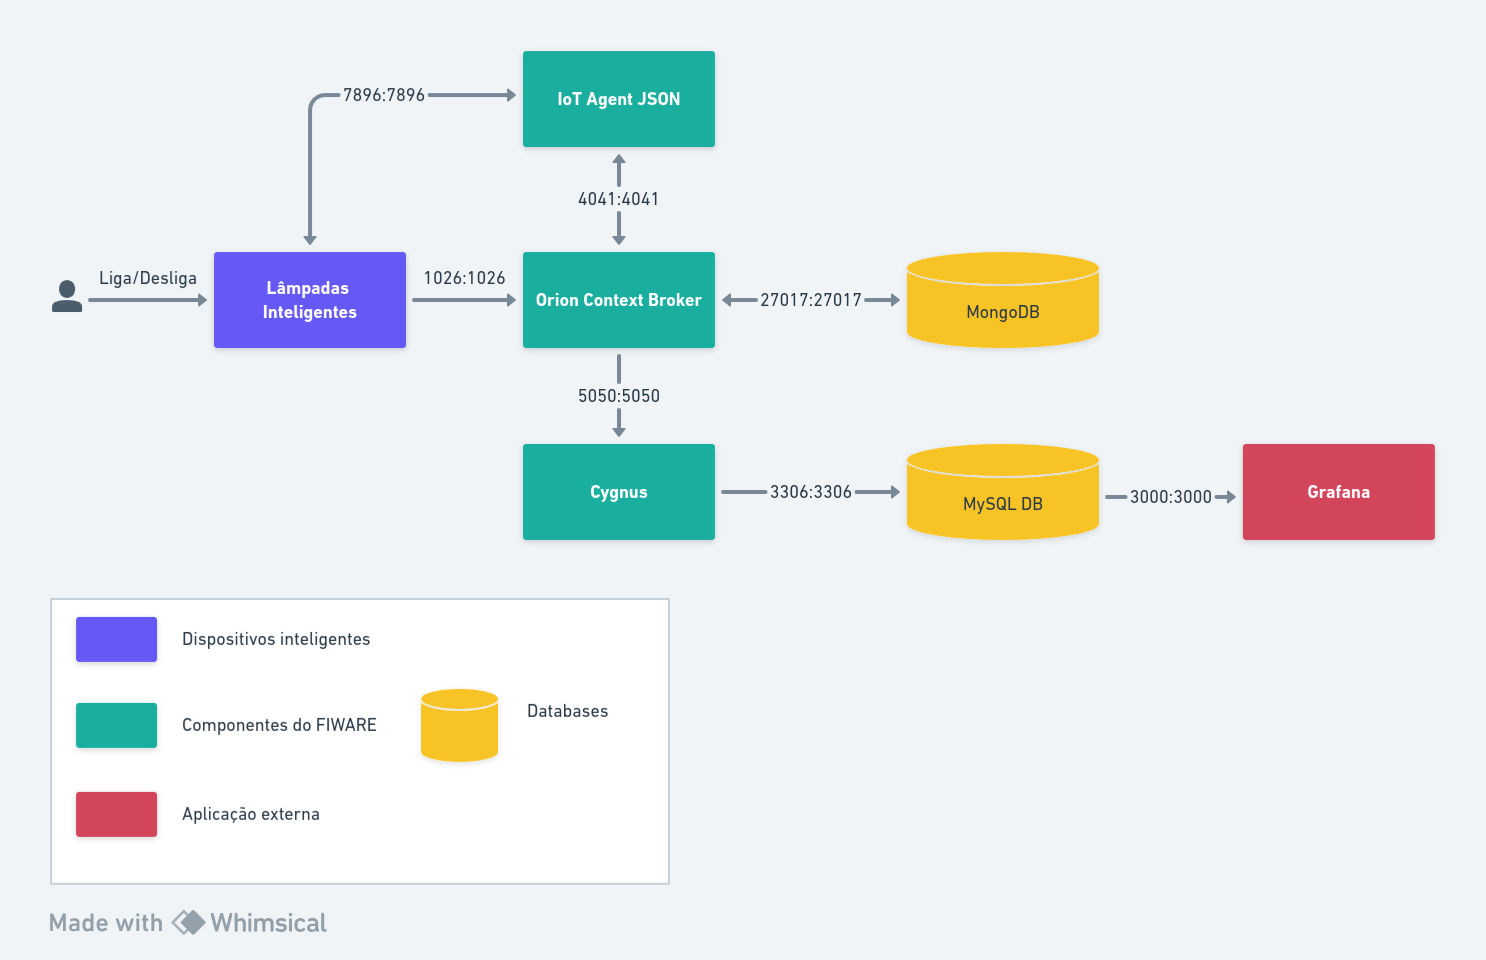 7896:7896
IoT Agent JSON
4041:4041
Liga/Desliga
Lâmpadas
Inteligentes
1026:1026
Orion Context Broker
27017:27017
MongoDB
5050:5050
Cygnus
3306:3306
MySQL DB
3000:3000
Grafana
Dispositivos inteligentes
Componentes do FIWARE
Databases
Aplicação externa
Made with Whimsical